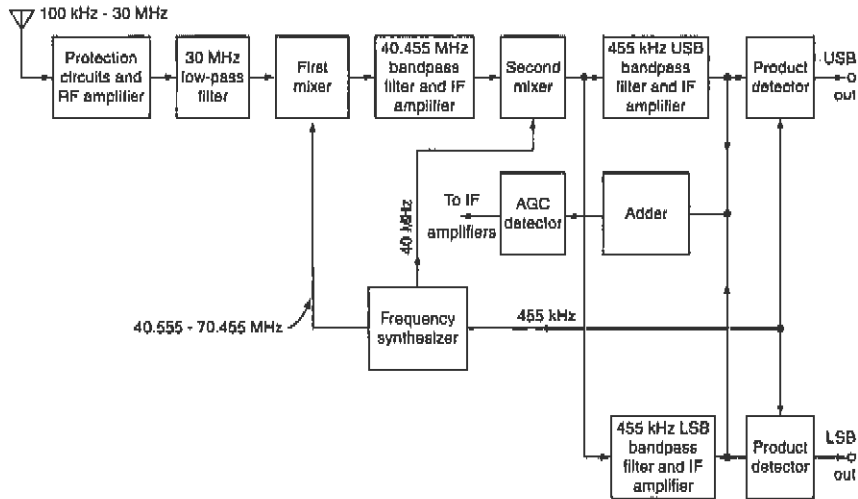 100 kHz - 30 MHz
Protection
circuits and
RF amplifier
30 MHz
low-pass
filter
First
mixer
40.455 MHz
bandpass
filter and IF
amplifier
Second
mixer
455 kHz USB
bandpass
filter and IF
amplifier
Product
detector
USB
out
To IF
amplifiers
AGC
detector
Adder
40 MHz
40.555 - 70.455 MHz
Frequency
synthesizer
455 kHz
455 kHz LSB
bandpass
filter and IF
amplifier
Product
detector
LSB
out